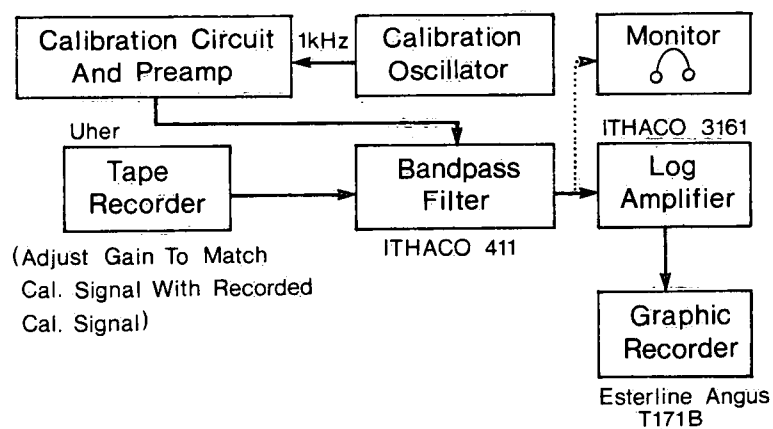 Calibration Circuit
And Preamp
1kHz
Calibration
Oscillator
Monitor
Uher
Tape
Recorder
Bandpass
Filter
ITHACO 411
ITHACO 3161
Log
Amplifier
(Adjust Gain To Match
Cal. Signal With Recorded
Cal. Signal)
Graphic
Recorder
Esterline Angus
T171B